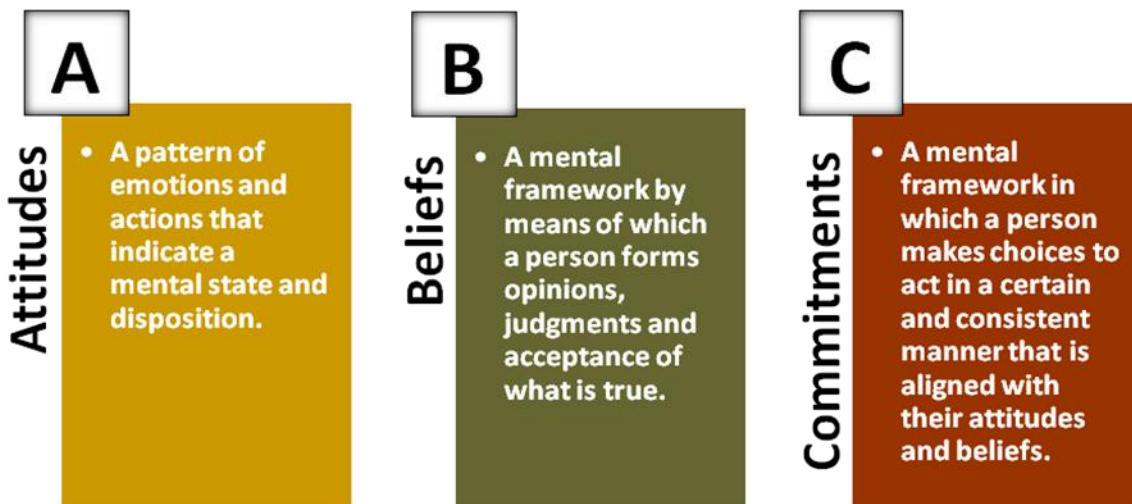 A
Attitudes
• A pattern of
emotions and
actions that
indicate a
mental state and
disposition.
B
Beliefs
• A mental
framework by
means of which
a person forms
opinions,
judgments and
acceptance of
what is true.
C
Commitments
• A mental
framework in
which a person
makes choices to
act in a certain
and consistent
manner that is
aligned with
their attitudes
and beliefs.